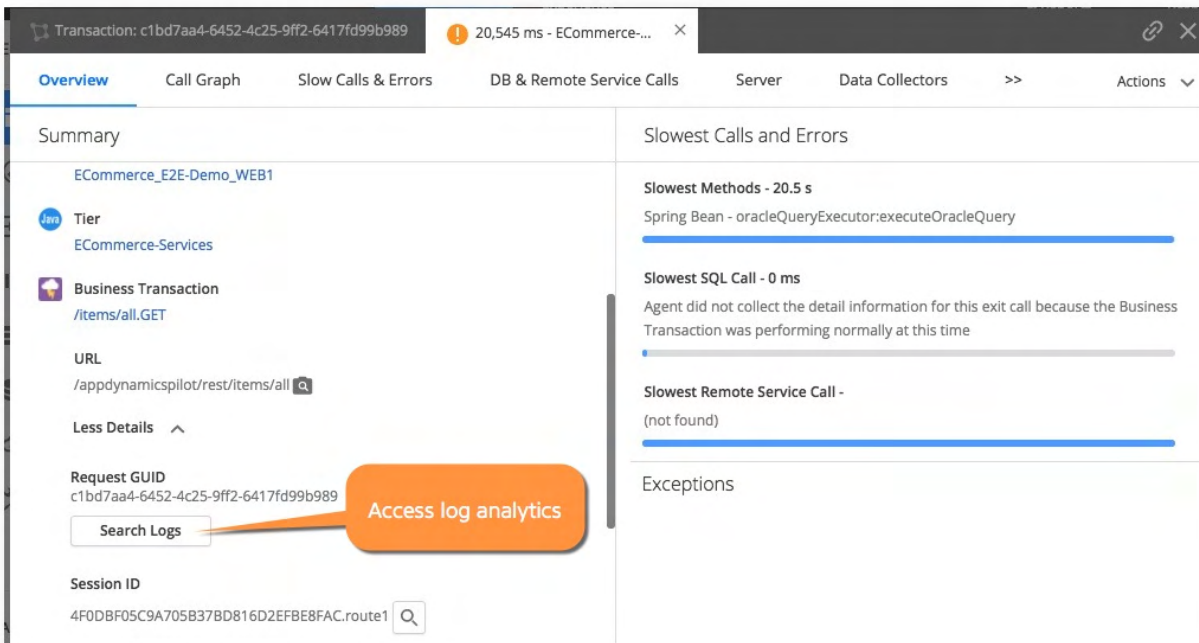 Transaction: c1bd7aa4-6452-4c25-9ff2-6417fd99b989
20,545 ms - ECommerce-...
Overview Call Graph Slow Calls & Errors DB & Remote Service Calls Server Data Collectors >> Actions
Summary
ECommerce_E2E-Demo_WEB1
Java Tier
ECommerce-Services
Business Transaction
/items/all.GET
URL
/appdynamicspilot/rest/items/all
Less Details
Request GUID
c1bd7aa4-6452-4c25-9ff2-6417fd99b989
Search Logs
Access log analytics
Session ID
4F0DBF05C9A705B37BD816D2EFBE8FAC.route1
Slowest Calls and Errors
Slowest Methods - 20.5 s
Spring Bean - oracleQueryExecutor:executeOracleQuery
Slowest SQL Call - 0 ms
Agent did not collect the detail information for this exit call because the Business
Transaction was performing normally at this time
Slowest Remote Service Call -
(not found)
Exceptions